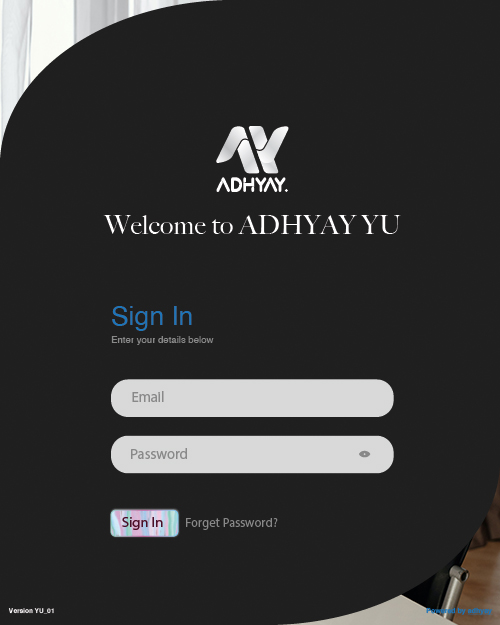 ADHYAY.
Welcome to ADHYAY YU
Sign In
Enter your details below
Email
Password
Sign In Forget Password?
Version YU_01
Powered by